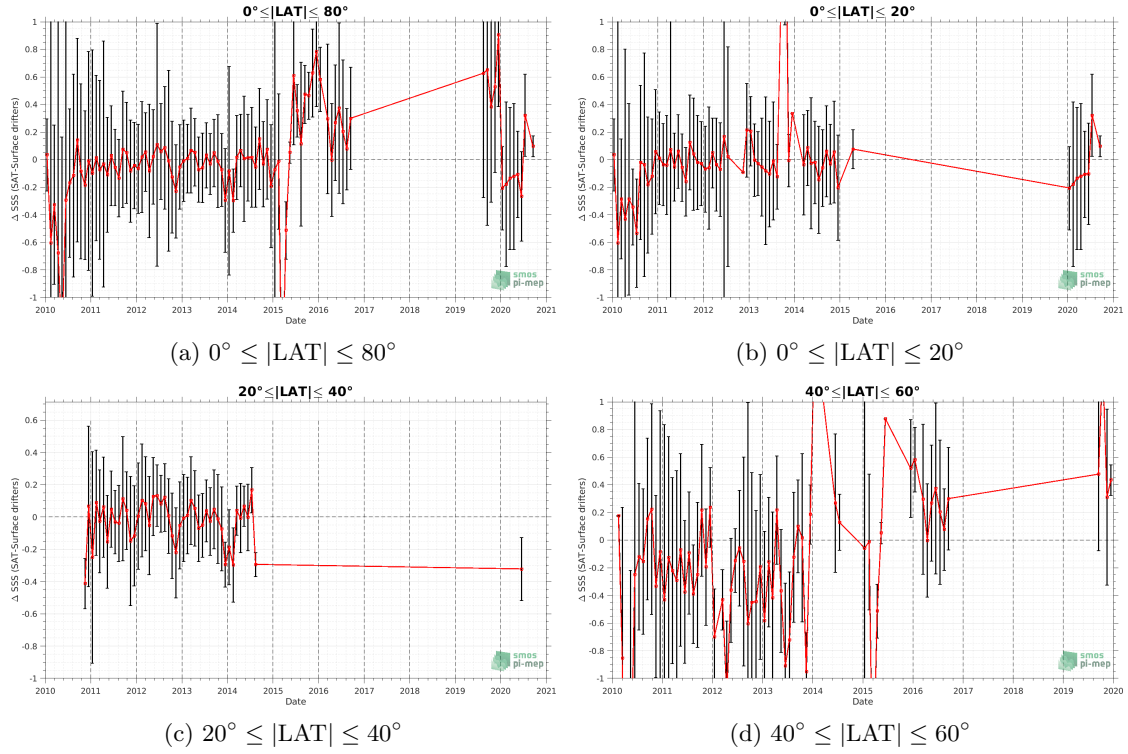 0°≤|LAT|≤ 80°
Δ SSS (SAT-Surface drifters)
1
0.8
0.6
0.4
0.2
0
-0.2
-0.4
-0.6
-0.8
-1
2010 2011 2012 2013 2014 2015 2016 2017 2018 2019 2020 2021
Date
smos
pi-mep
(a) 0° ≤ |LAT| ≤ 80°
0°≤|LAT|≤ 20°
Δ SSS (SAT-Surface drifters)
1
0.8
0.6
0.4
0.2
0
-0.2
-0.4
-0.6
-0.8
-1
2010 2011 2012 2013 2014 2015 2016 2017 2018 2019 2020 2021
Date
smos
pi-mep
(b) 0° ≤ |LAT| ≤ 20°
20°≤|LAT|≤ 40°
Δ SSS (SAT-Surface drifters)
0.6
0.4
0.2
0
-0.2
-0.4
-0.6
-0.8
-1
2010 2011 2012 2013 2014 2015 2016 2017 2018 2019 2020 2021
Date
smos
pi-mep
(c) 20° ≤ |LAT| ≤ 40°
40°≤|LAT|≤ 60°
Δ SSS (SAT-Surface drifters)
1
0.8
0.6
0.4
0.2
0
-0.2
-0.4
-0.6
-0.8
-1
2010 2011 2012 2013 2014 2015 2016 2017 2018 2019 2020
Date
smos
pi-mep
(d) 40° ≤ |LAT| ≤ 60°